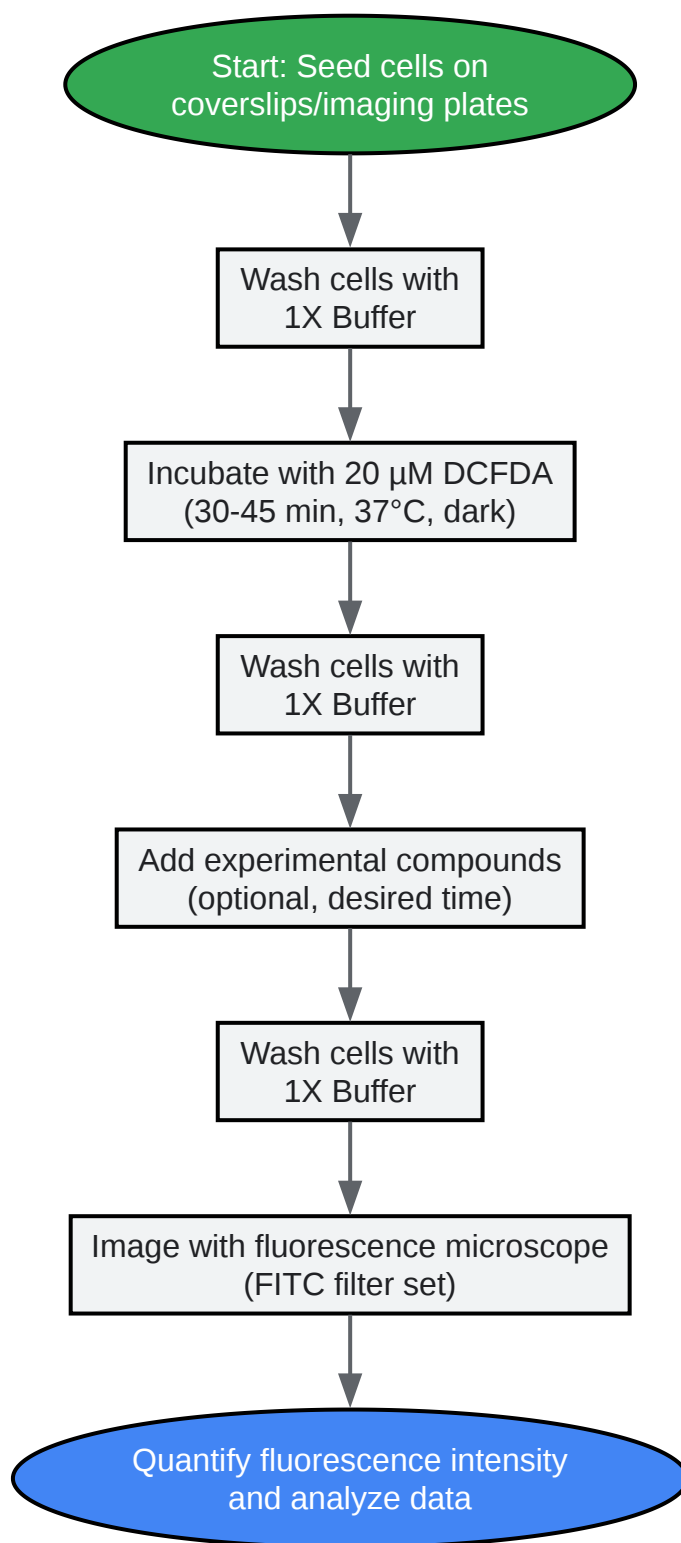 Start: Seed cells on
coverslips/imaging plates
Wash cells with
1X Buffer
Incubate with 20 µM DCFDA
(30-45 min, 37°C, dark)
Wash cells with
1X Buffer
Add experimental compounds
(optional, desired time)
Wash cells with
1X Buffer
Image with fluorescence microscope
(FITC filter set)
Quantify fluorescence intensity
and analyze data